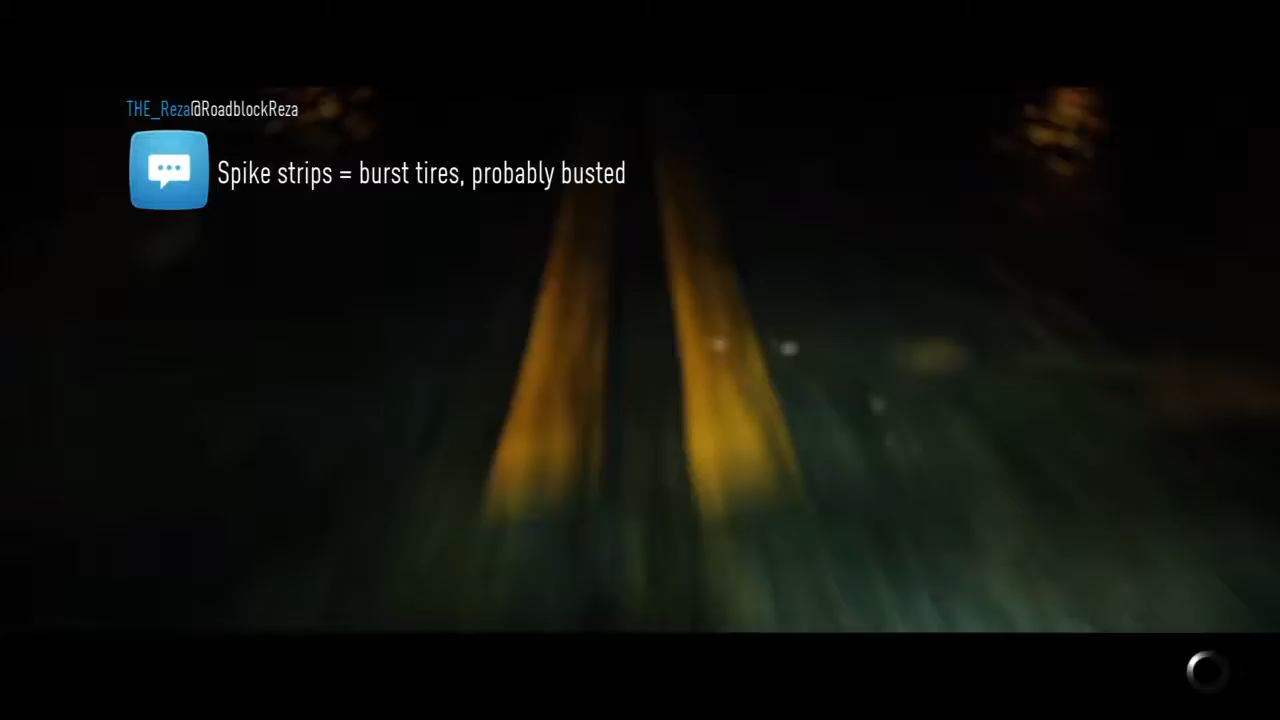 THE_Reza@RoadblockReza
Spike strips = burst tires, probably busted